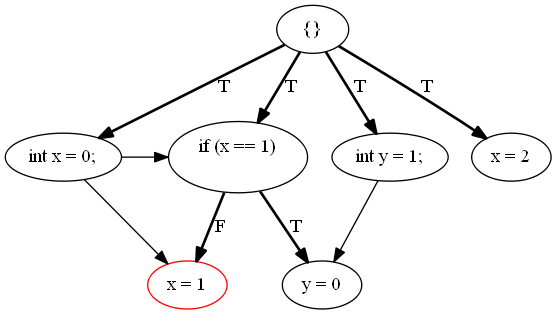 {}
T
T
T
T
int x = 0;
if (x == 1)
int y = 1;
x = 2
F
T
x = 1
y = 0